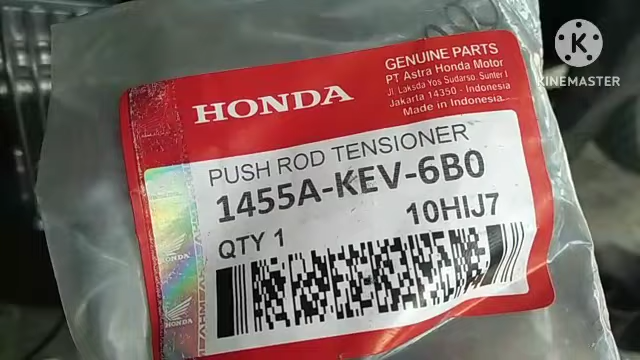 KINEMASTER
GENUINE PARTS
PT Astra Honda Motor
Jl. Laksda Yos Sudarso, Sunter I
Jakarta 14350 - Indonesia
Made in Indonesia
HONDA
PUSH ROD TENSIONER
1455A-KEV-6B0
10HIJ7
QTY 1
HONDA